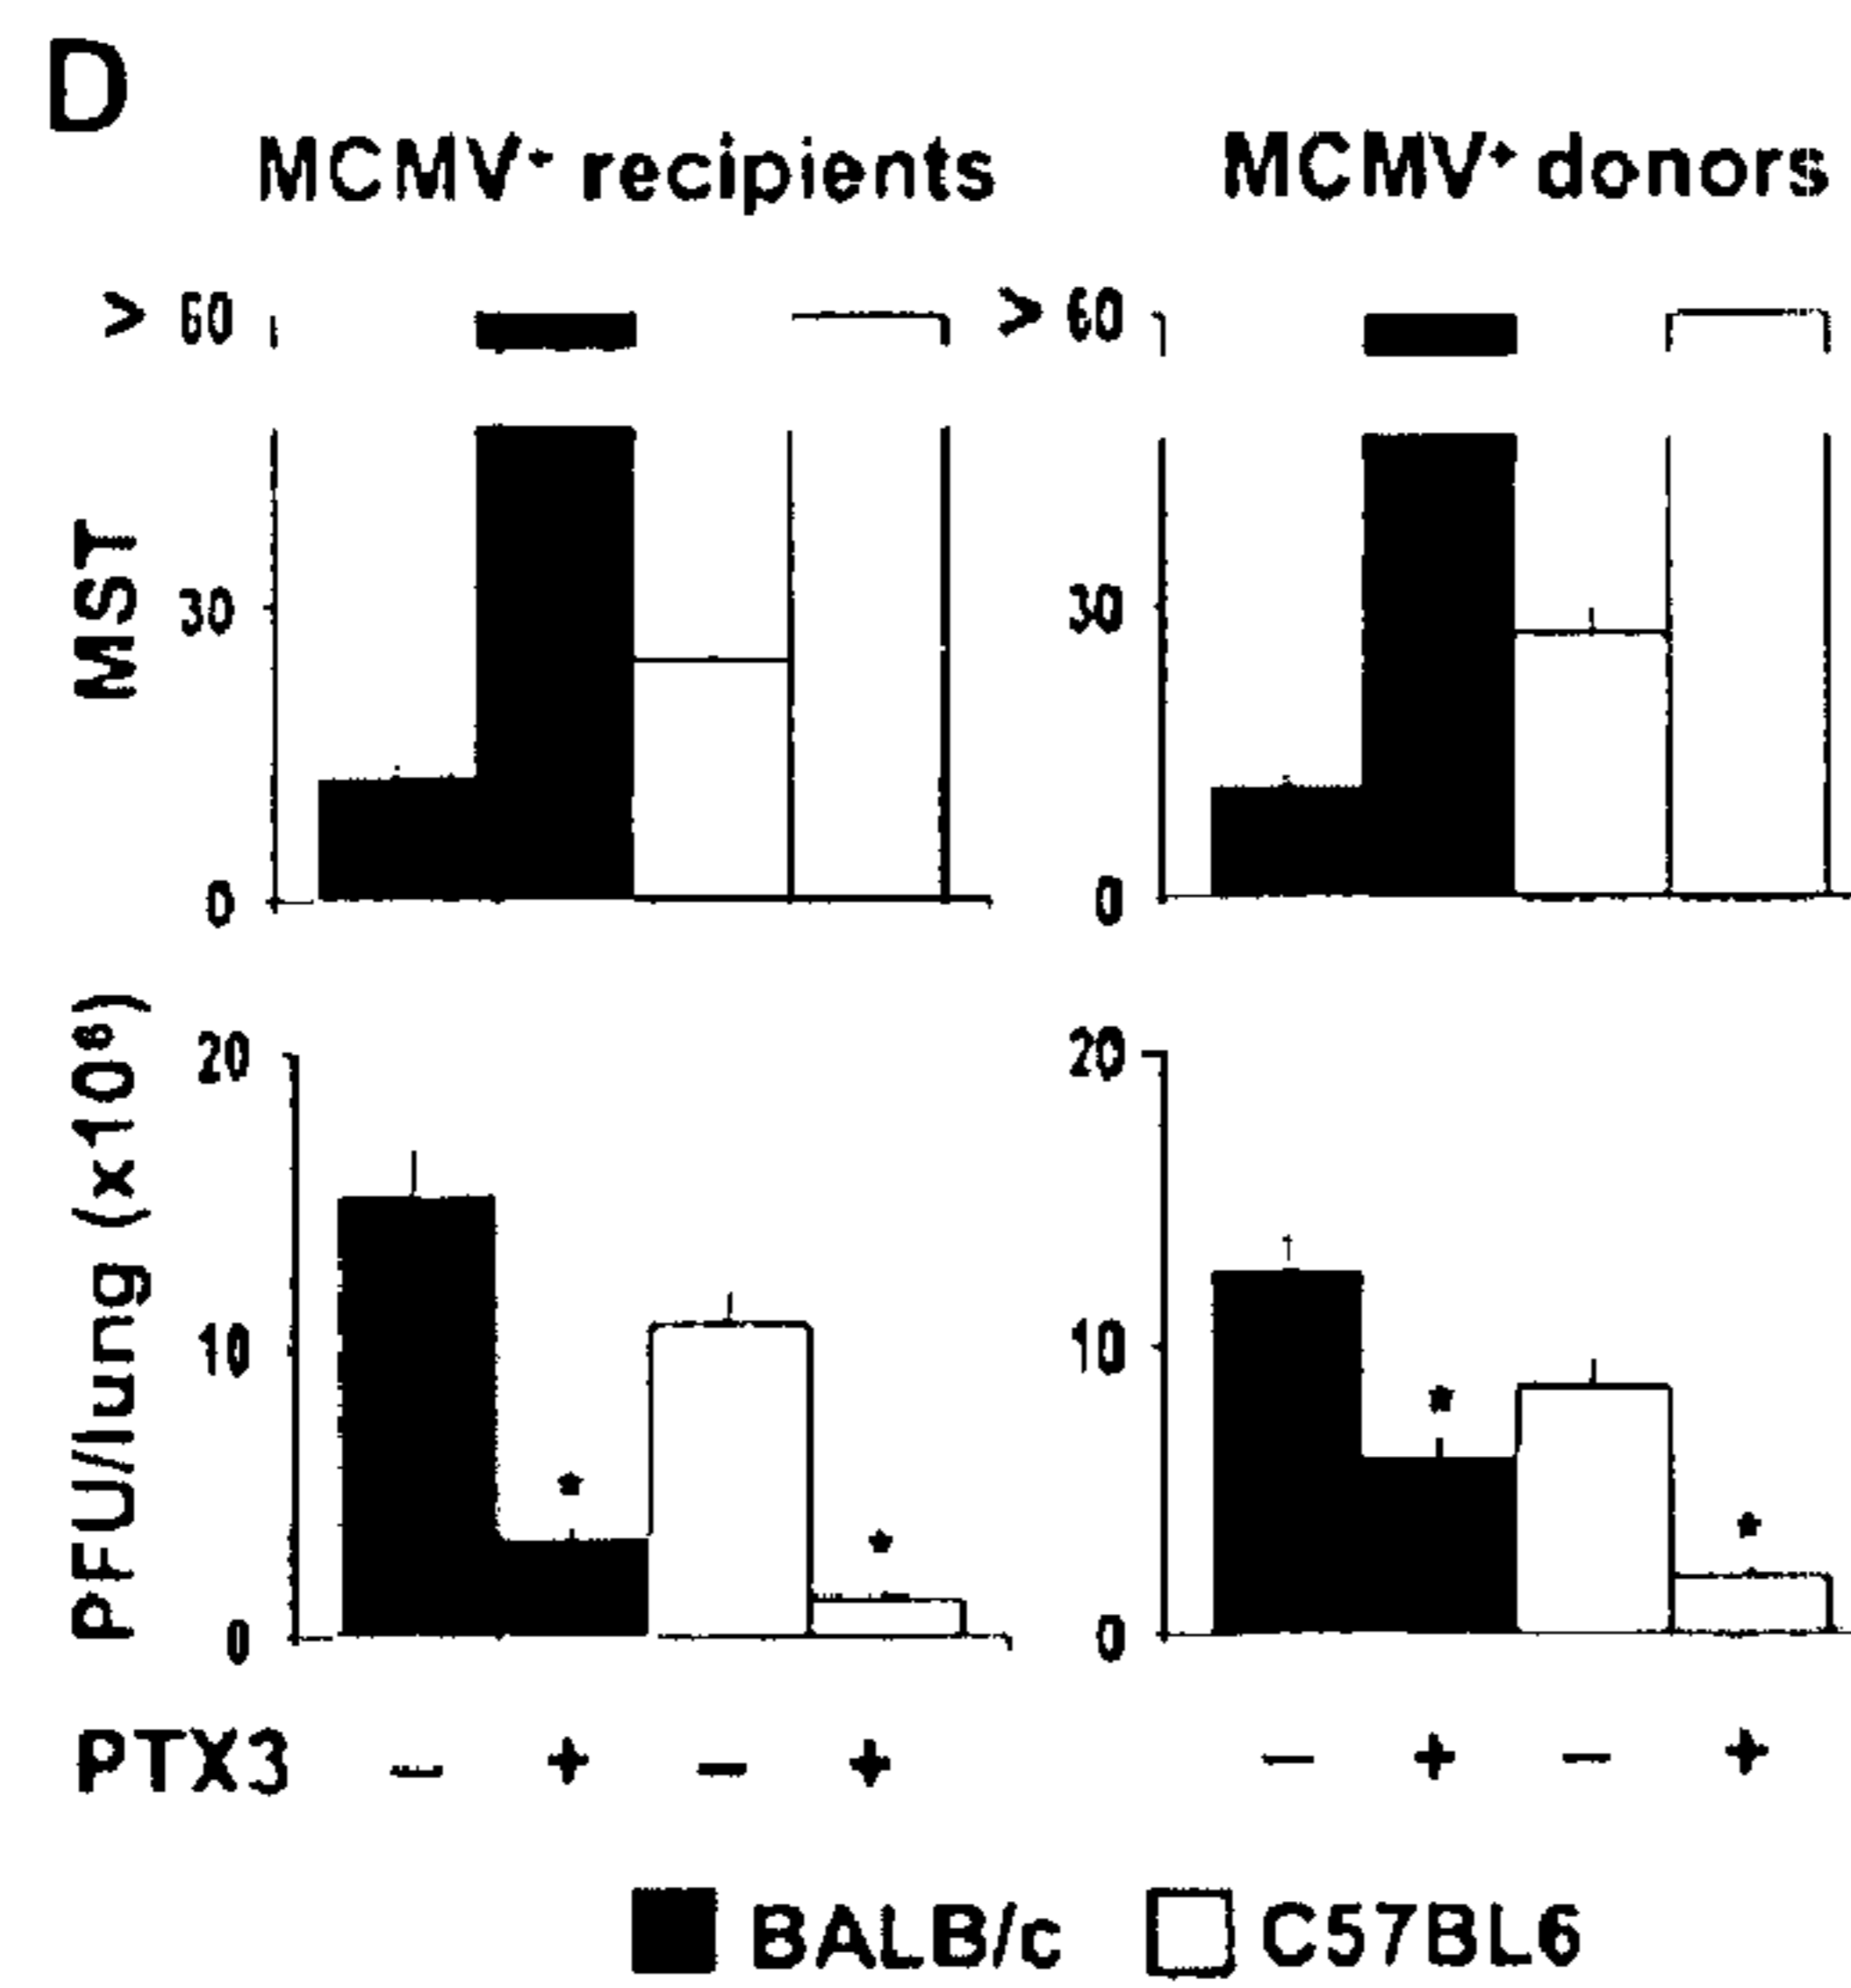 D
MCMV⁺ recipients MCMV⁺ donors
> 60 > 60
MST
30 30
0 0
PFU/lung (x10⁶)
20 20
* *
10 10
* *
0 0
PTX3 – + – + – + – +
BALB/c C57BL6